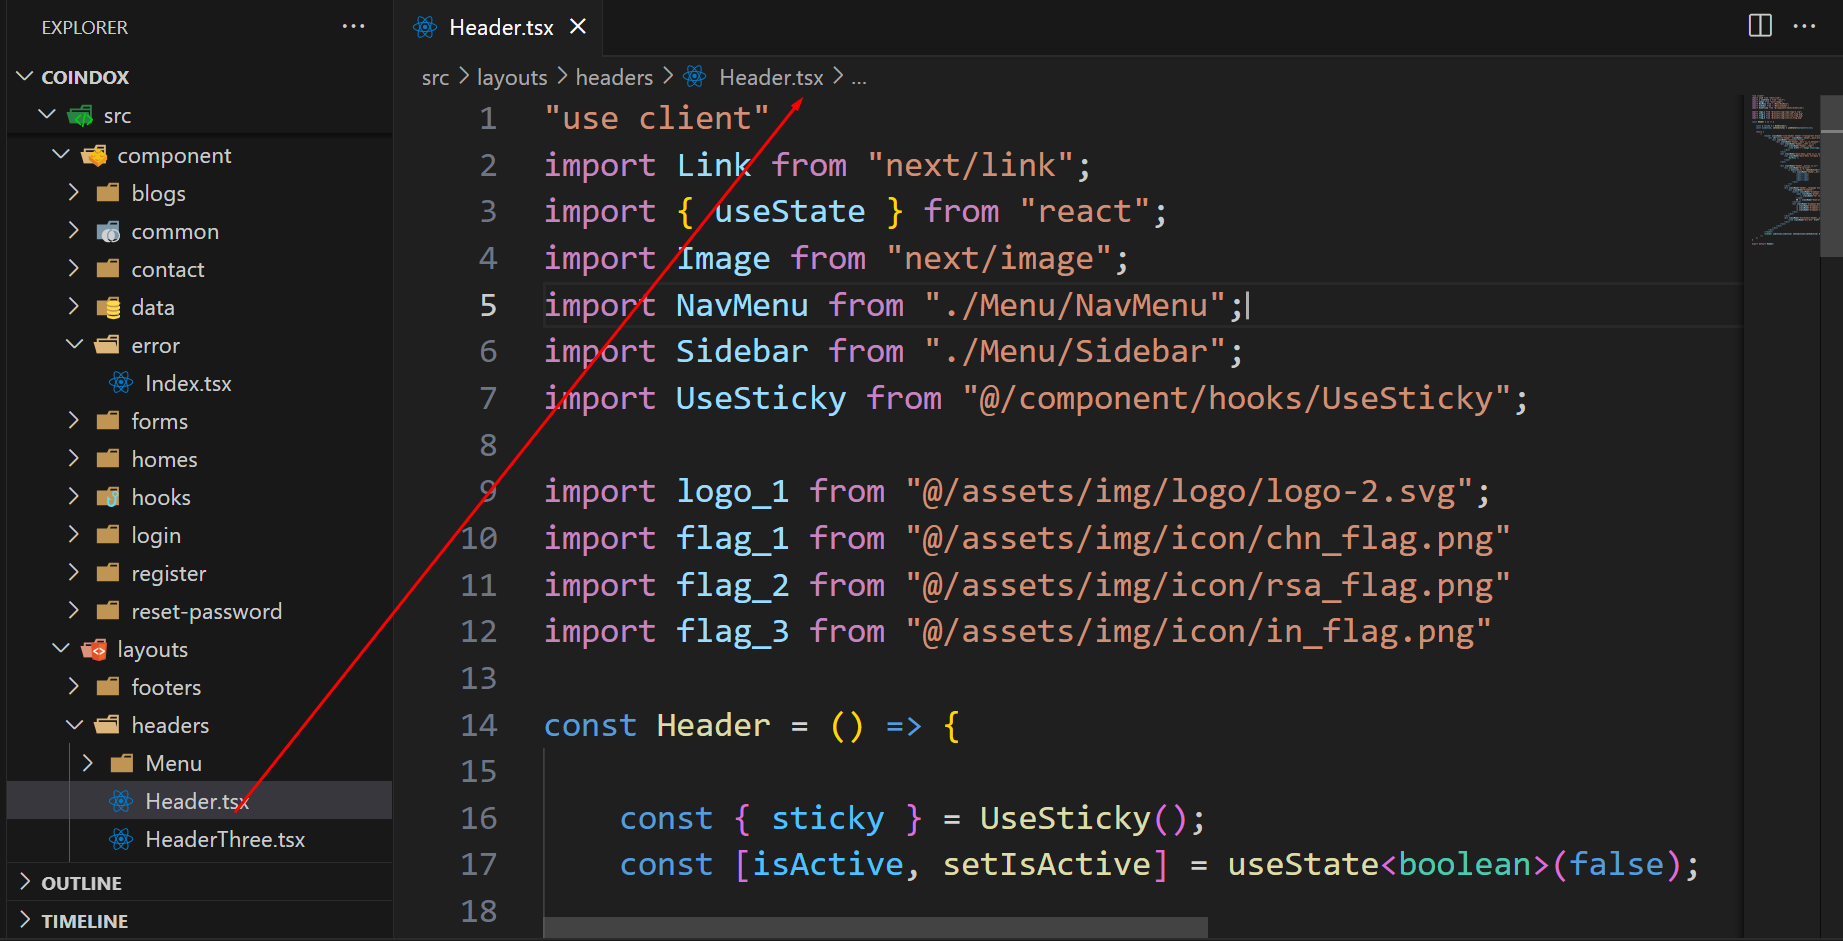 EXPLORER
COINDOX
src
component
blogs
common
contact
data
error
Index.tsx
forms
homes
hooks
login
register
reset-password
layouts
footers
headers
Menu
Header.tsx
HeaderThree.tsx
OUTLINE
TIMELINE
Header.tsx
src > layouts > headers > Header.tsx > ...
1 "use client"
2 import Link from "next/link";
3 import { useState } from "react";
4 import Image from "next/image";
5 import NavMenu from "./Menu/NavMenu";
6 import Sidebar from "./Menu/Sidebar";
7 import UseSticky from "@/component/hooks/UseSticky";
8
9 import logo_1 from "@/assets/img/logo/logo-2.svg";
10 import flag_1 from "@/assets/img/icon/chn_flag.png"
11 import flag_2 from "@/assets/img/icon/rsa_flag.png"
12 import flag_3 from "@/assets/img/icon/in_flag.png"
13
14 const Header = () => {
15
16 const { sticky } = UseSticky();
17 const [isActive, setIsActive] = useState<boolean>(false);
18